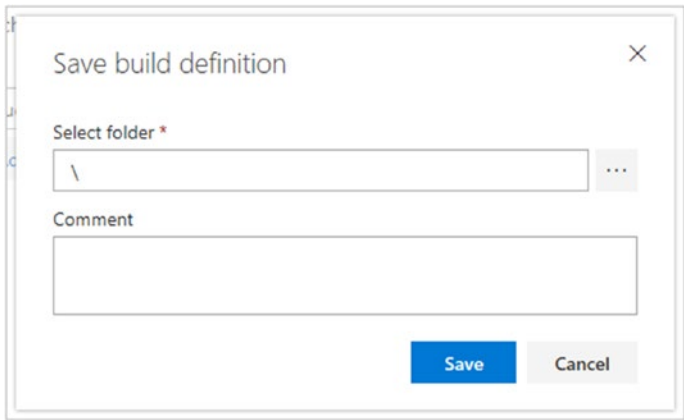 Save build definition
Select folder *
\
...
Comment
Save
Cancel